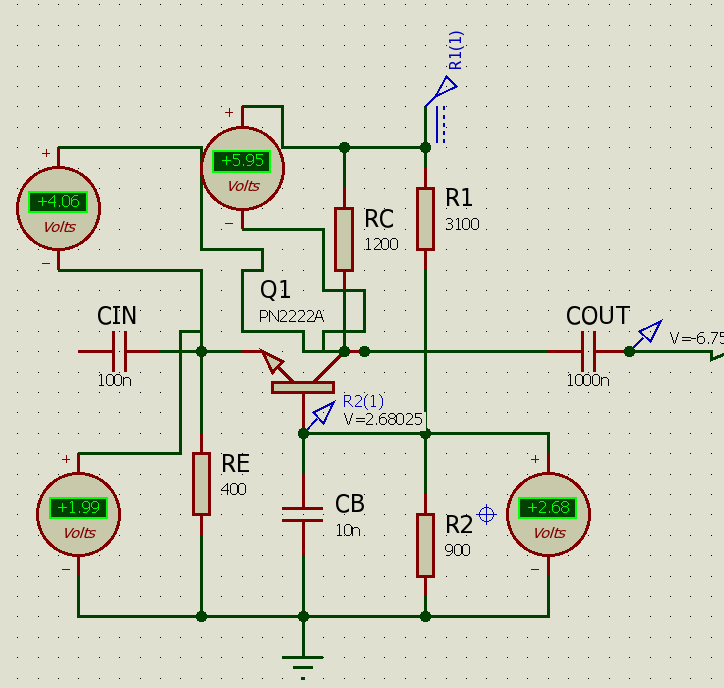 R1(1)
+
+5.95
Volts
−
+
+4.06
Volts
−
RC
1200
R1
3100
Q1
PN2222A
CIN
100n
COUT
1000n
V=-6.75
R2(1)
V=2.68025
+
+1.99
Volts
−
RE
400
CB
10n
R2
900
+
+2.68
Volts
−